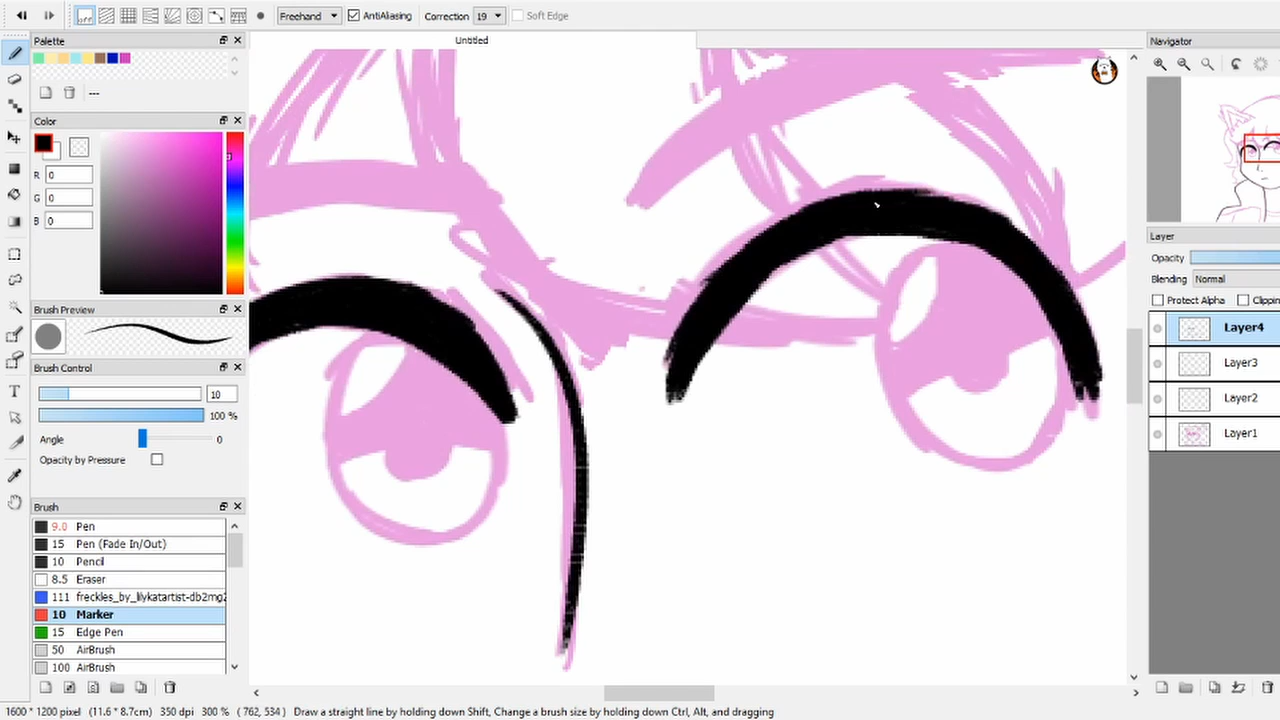 Freehand AntiAliasing Correction 19 Soft Edge
Untitled
Palette
---
Color
R 0
G 0
B 0
Brush Preview
Brush Control
10
100 %
Angle 0
Opacity by Pressure
Brush
9.0 Pen
15 Pen (Fade In/Out)
10 Pencil
8.5 Eraser
111 freckles_by_lilykatartist-db2mg2
10 Marker
15 Edge Pen
50 AirBrush
100 AirBrush
Navigator
Layer
Opacity
Blending Normal
Protect Alpha Clippin
Layer4
Layer3
Layer2
Layer1
1600 * 1200 pixel (11.6 * 8.7cm) 350 dpi 300 % ( 762, 534 ) Draw a straight line by holding down Shift, Change a brush size by holding down Ctrl, Alt, and dragging